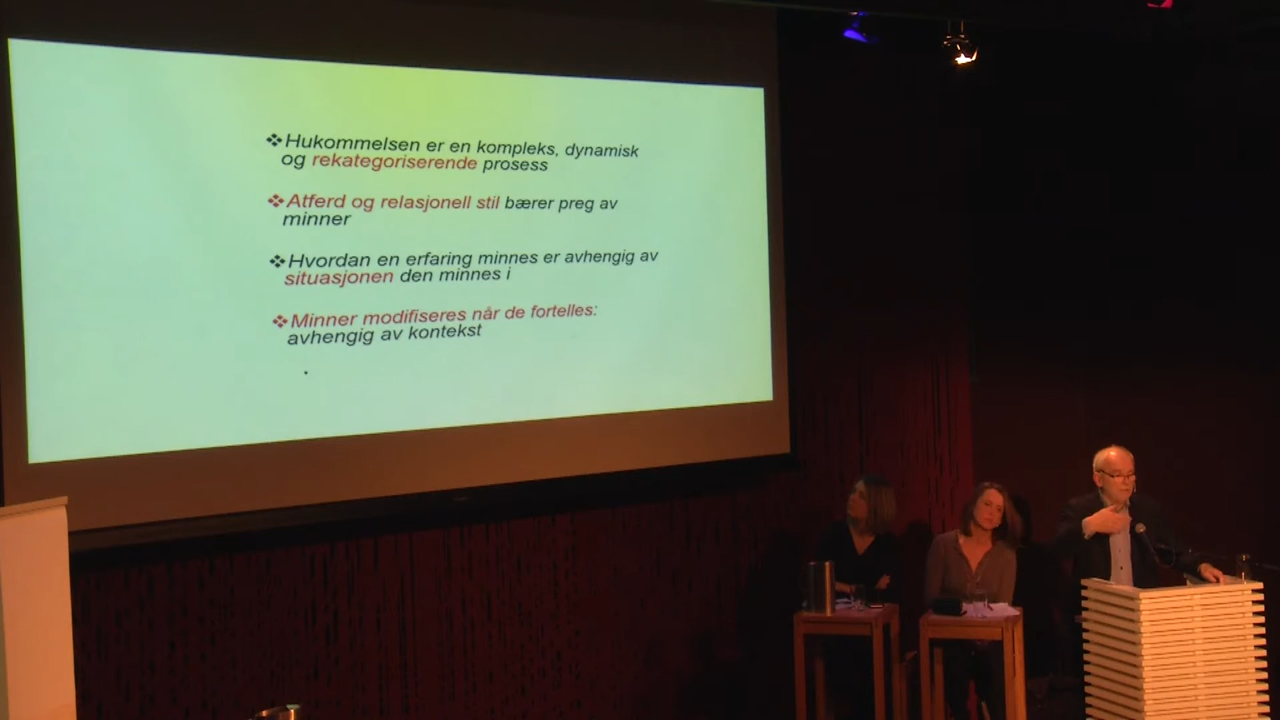 ❖Hukommelsen er en kompleks, dynamisk
og rekategoriserende prosess
❖Atferd og relasjonell stil bærer preg av
minner
❖Hvordan en erfaring minnes er avhengig av
situasjonen den minnes i
❖Minner modifiseres når de fortelles:
avhengig av kontekst
.